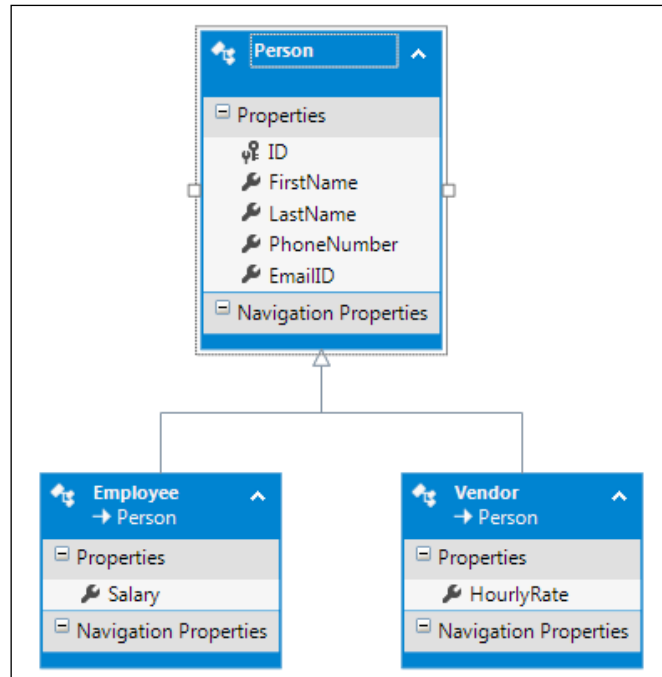 Person
Properties
ID
FirstName
LastName
PhoneNumber
EmailID
Navigation Properties
Employee
Person
Properties
Salary
Navigation Properties
Vendor
Person
Properties
HourlyRate
Navigation Properties